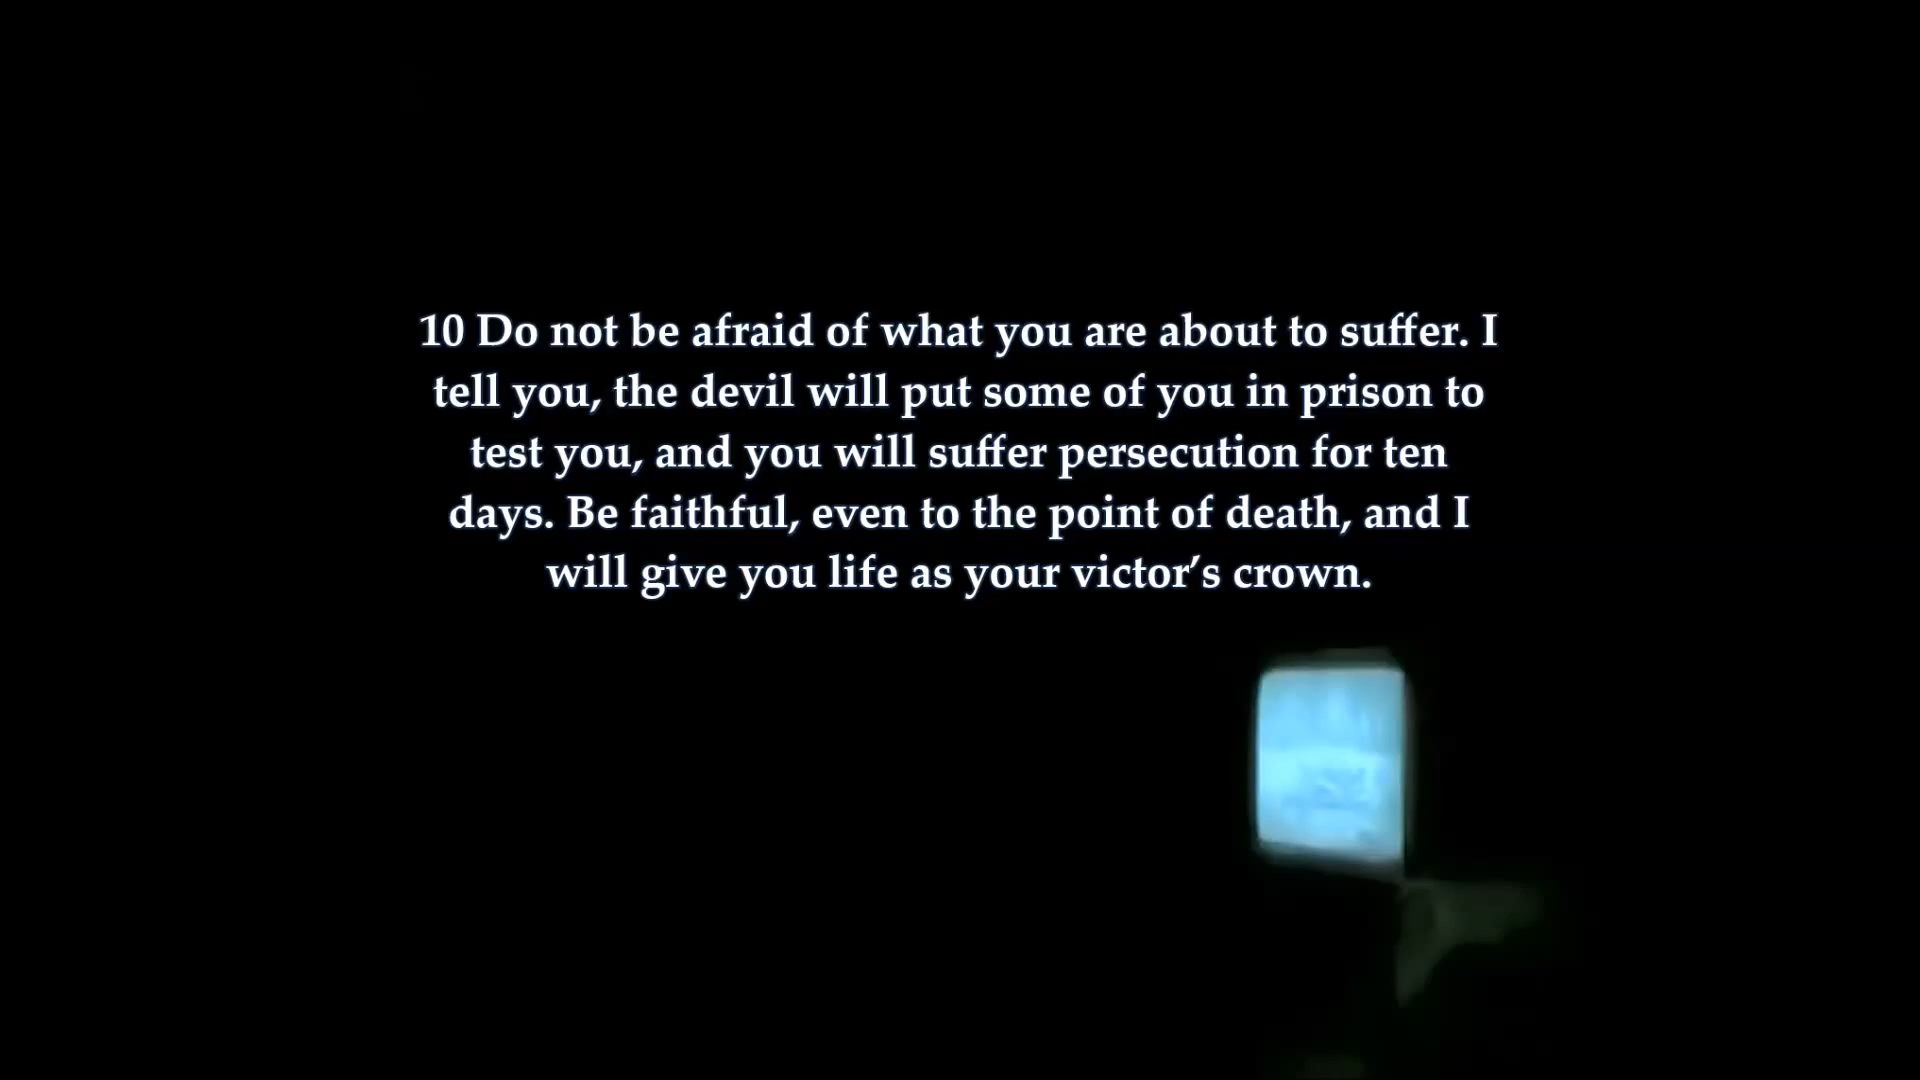 10 Do not be afraid of what you are about to suffer. I
tell you, the devil will put some of you in prison to
test you, and you will suffer persecution for ten
days. Be faithful, even to the point of death, and I
will give you life as your victor’s crown.